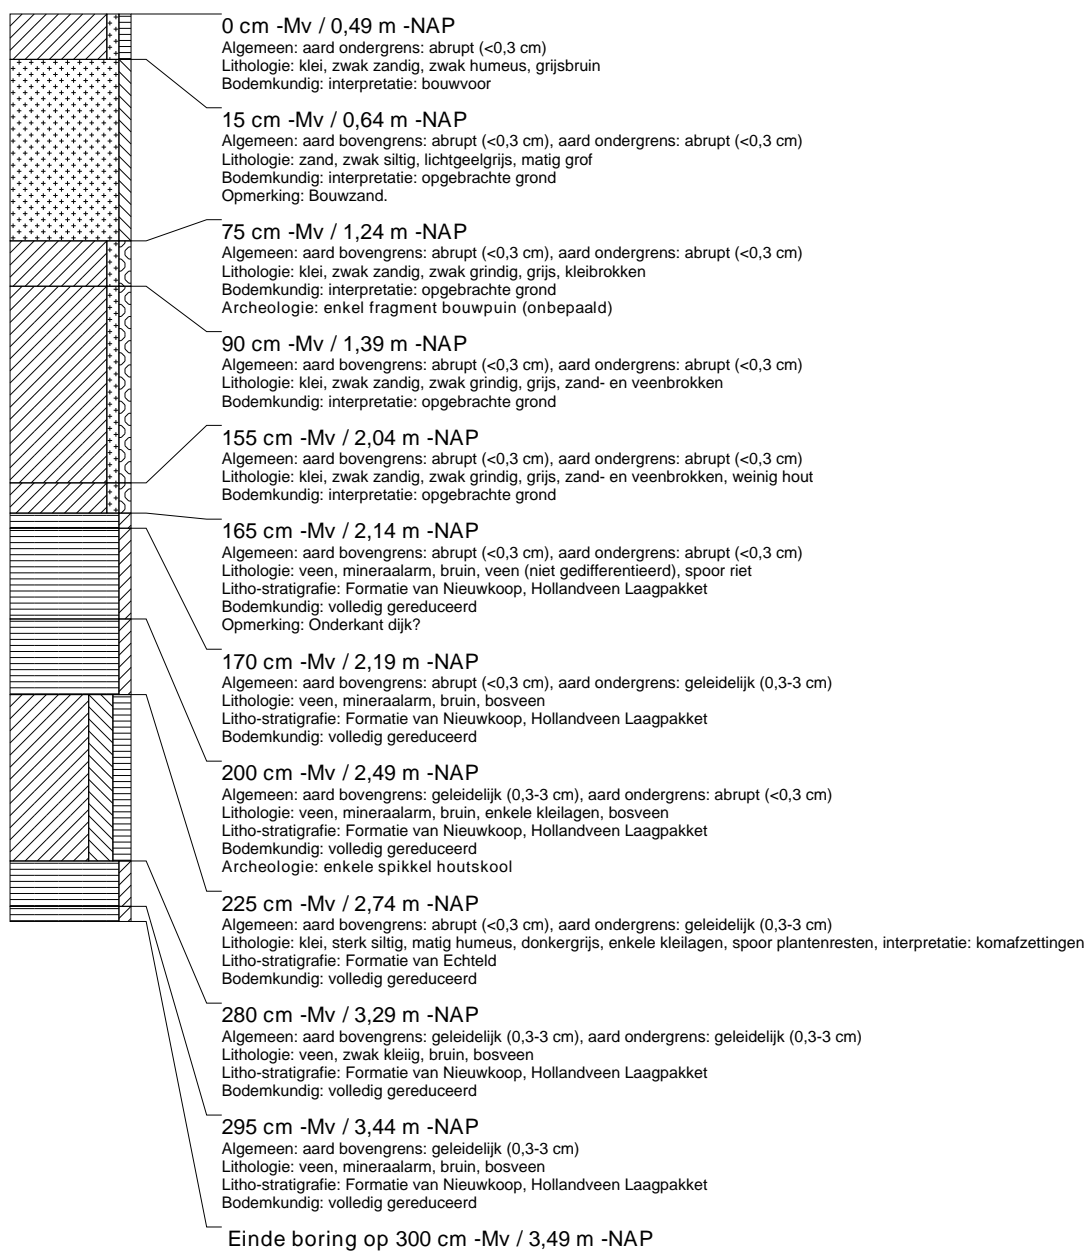 0 cm -Mv / 0,49 m -NAP
Algemeen: aard ondergrens: abrupt (<0,3 cm)
Lithologie: klei, zwak zandig, zwak humeus, grijsbruin
Bodemkundig: interpretatie: bouwvoor
15 cm -Mv / 0,64 m -NAP
Algemeen: aard bovengrens: abrupt (<0,3 cm), aard ondergrens: abrupt (<0,3 cm)
Lithologie: zand, zwak siltig, lichtgeelgrijs, matig grof
Bodemkundig: interpretatie: opgebrachte grond
Opmerking: Bouwzand.
75 cm -Mv / 1,24 m -NAP
Algemeen: aard bovengrens: abrupt (<0,3 cm), aard ondergrens: abrupt (<0,3 cm)
Lithologie: klei, zwak zandig, zwak grindig, grijs, kleibrokken
Bodemkundig: interpretatie: opgebrachte grond
Archeologie: enkel fragment bouwpuin (onbepaald)
90 cm -Mv / 1,39 m -NAP
Algemeen: aard bovengrens: abrupt (<0,3 cm), aard ondergrens: abrupt (<0,3 cm)
Lithologie: klei, zwak zandig, zwak grindig, grijs, zand- en veenbrokken
Bodemkundig: interpretatie: opgebrachte grond
155 cm -Mv / 2,04 m -NAP
Algemeen: aard bovengrens: abrupt (<0,3 cm), aard ondergrens: abrupt (<0,3 cm)
Lithologie: klei, zwak zandig, zwak grindig, grijs, zand- en veenbrokken, weinig hout
Bodemkundig: interpretatie: opgebrachte grond
165 cm -Mv / 2,14 m -NAP
Algemeen: aard bovengrens: abrupt (<0,3 cm), aard ondergrens: abrupt (<0,3 cm)
Lithologie: veen, mineraalarm, bruin, veen (niet gedifferentieerd), spoor riet
Litho-stratigrafie: Formatie van Nieuwkoop, Hollandveen Laagpakket
Bodemkundig: volledig gereduceerd
Opmerking: Onderkant dijk?
170 cm -Mv / 2,19 m -NAP
Algemeen: aard bovengrens: abrupt (<0,3 cm), aard ondergrens: geleidelijk (0,3-3 cm)
Lithologie: veen, mineraalarm, bruin, bosveen
Litho-stratigrafie: Formatie van Nieuwkoop, Hollandveen Laagpakket
Bodemkundig: volledig gereduceerd
200 cm -Mv / 2,49 m -NAP
Algemeen: aard bovengrens: geleidelijk (0,3-3 cm), aard ondergrens: abrupt (<0,3 cm)
Lithologie: veen, mineraalarm, bruin, enkele kleilagen, bosveen
Litho-stratigrafie: Formatie van Nieuwkoop, Hollandveen Laagpakket
Bodemkundig: volledig gereduceerd
Archeologie: enkele spikkel houtskool
225 cm -Mv / 2,74 m -NAP
Algemeen: aard bovengrens: abrupt (<0,3 cm), aard ondergrens: geleidelijk (0,3-3 cm)
Lithologie: klei, sterk siltig, matig humeus, donkergrijs, enkele kleilagen, spoor plantenresten, interpretatie: komafzettingen
Litho-stratigrafie: Formatie van Echteld
Bodemkundig: volledig gereduceerd
280 cm -Mv / 3,29 m -NAP
Algemeen: aard bovengrens: geleidelijk (0,3-3 cm), aard ondergrens: geleidelijk (0,3-3 cm)
Lithologie: veen, zwak kleiig, bruin, bosveen
Litho-stratigrafie: Formatie van Nieuwkoop, Hollandveen Laagpakket
Bodemkundig: volledig gereduceerd
295 cm -Mv / 3,44 m -NAP
Algemeen: aard bovengrens: geleidelijk (0,3-3 cm)
Lithologie: veen, mineraalarm, bruin, bosveen
Litho-stratigrafie: Formatie van Nieuwkoop, Hollandveen Laagpakket
Bodemkundig: volledig gereduceerd
Einde boring op 300 cm -Mv / 3,49 m -NAP